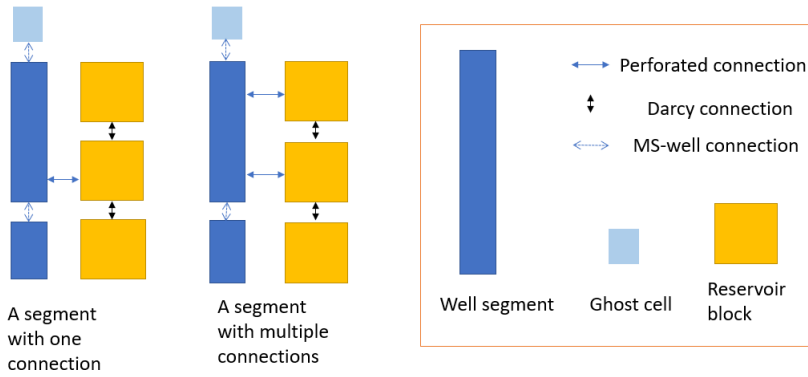 A segment
with one
connection
A segment
with multiple
connections
Perforated connection
Darcy connection
MS-well connection
Well segment
Ghost cell
Reservoir
block